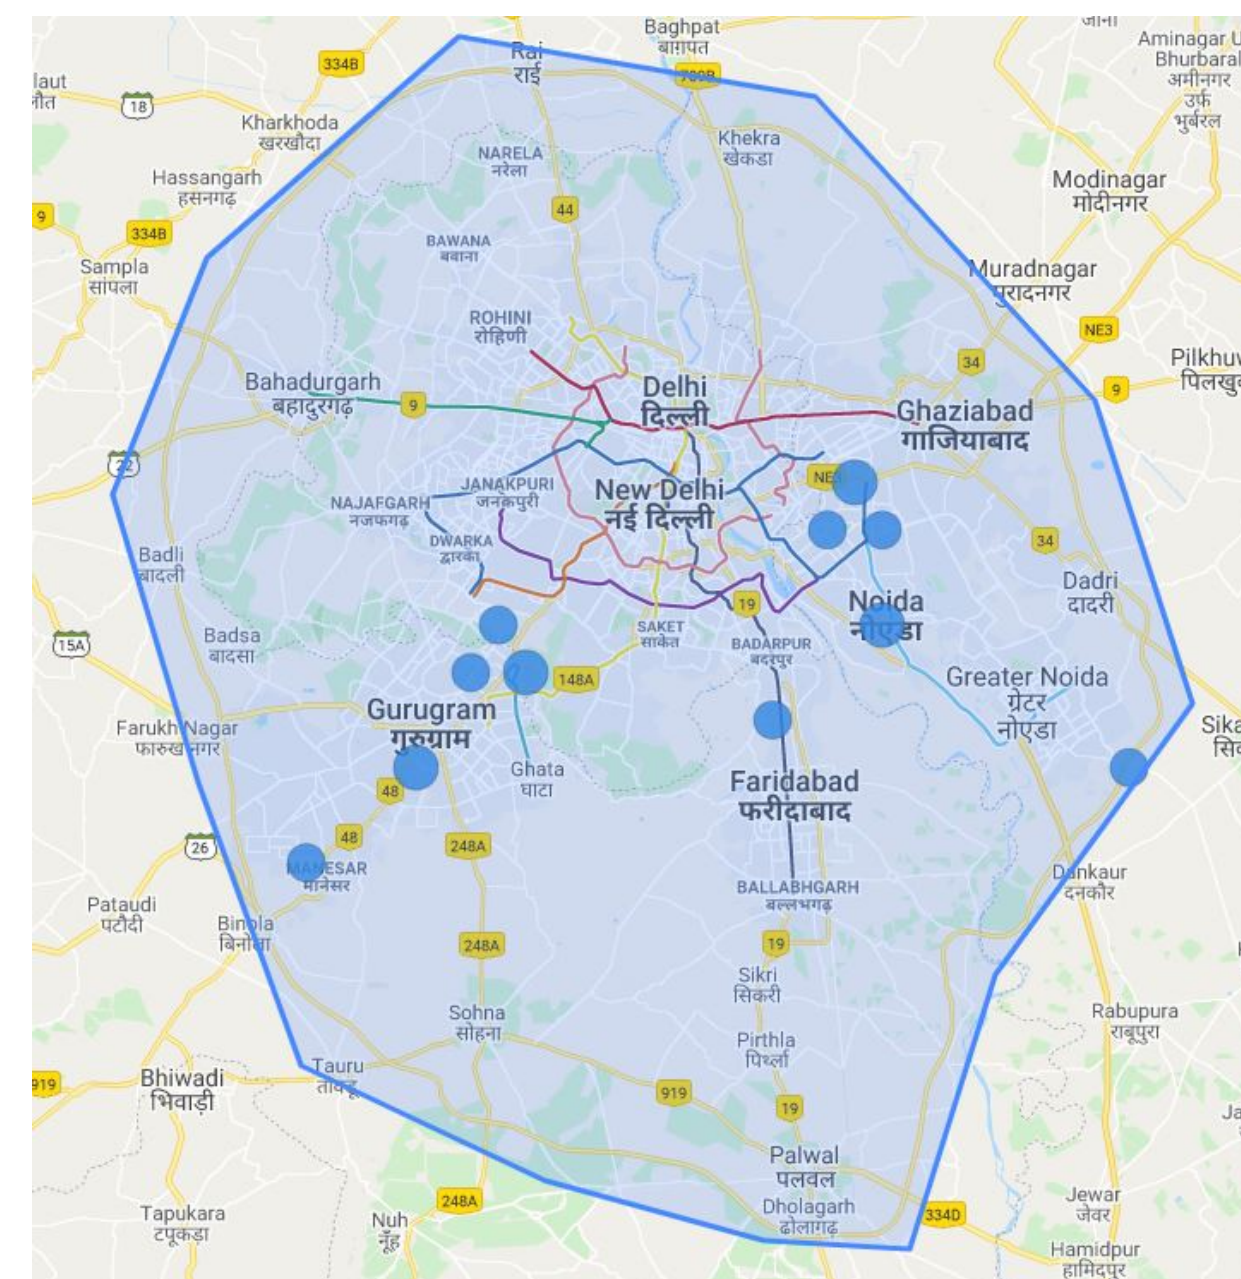 Baghpat
बाग़पत
जानी
Rai
राई
334B
709B
Aminagar U
Bhurbaral
अमीनगर
उर्फ
भुर्बरल
laut
18
Kharkhoda
खरखौदा
Khekra
खेकडा
NARELA
नरेला
Hassangarh
हसनगढ़
Modinagar
मोदीनगर
9
44
334B
BAWANA
बवाना
Sampla
सांपला
Muradnagar
मुरादनगर
ROHINI
रोहिणी
NE3
34
Pilkhuw
पिलखुव
Bahadurgarh
बहादुरगढ़
9
Delhi
दिल्ली
9
Ghaziabad
गाजियाबाद
22
JANAKPURI
जनकपुरी
New Delhi
नई दिल्ली
NE3
NAJAFGARH
नजफगढ़
DWARKA
द्वारका
34
Badli
बादली
Dadri
दादरी
19
Noida
नोएडा
15A
Badsa
बादसा
SAKET
साकेत
BADARPUR
बदरपुर
148A
Greater Noida
ग्रेटर
नोएडा
Gurugram
गुरुग्राम
Farukh Nagar
फारुख नगर
Sika
सिक
Ghata
घाटा
Faridabad
फरीदाबाद
48
48
26
248A
MANESAR
मानेसर
Dankaur
दनकौर
BALLABHGARH
बल्लभगढ़
Pataudi
पटौदी
Binola
बिनोला
248A
19
Sikri
सिकरी
Sohna
सोहना
Rabupura
राबूपुरा
Pirthla
पिर्थ्ला
Tauru
919
Bhiwadi
भिवाड़ी
919
19
Ja
Palwal
पलवल
Dholagarh
ढोलागढ़
248A
334D
Jewar
जेवर
Tapukara
टपूकड़ा
Nuh
नूँह
Hamidpur
हामिदपुर